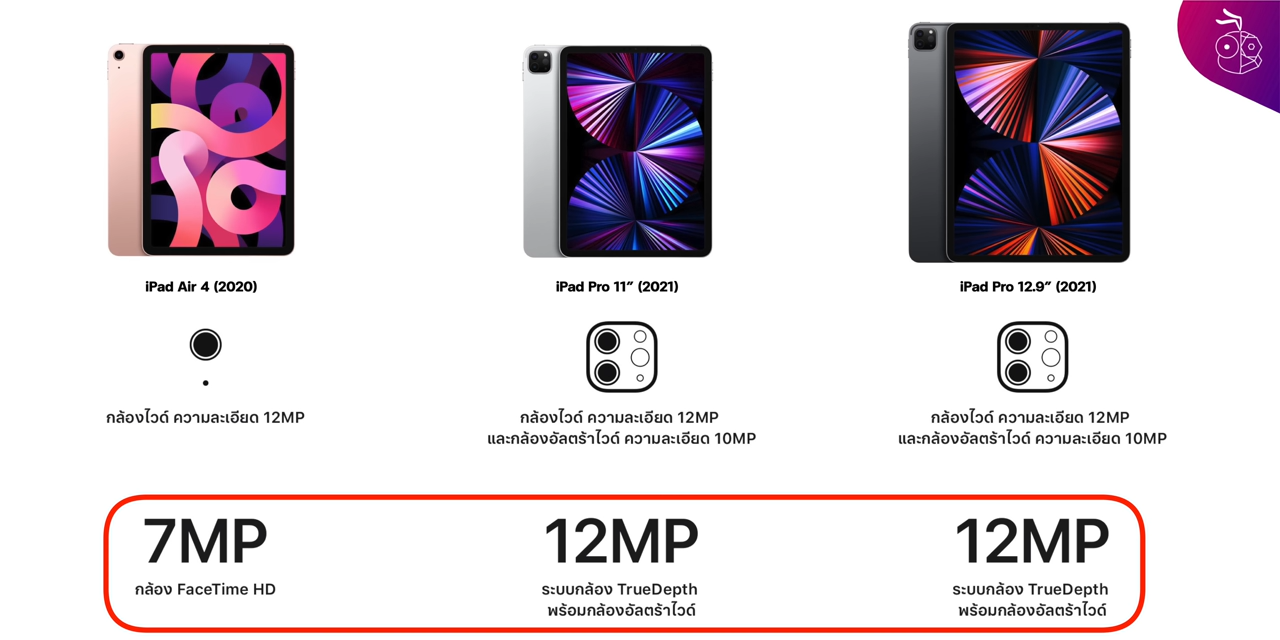 iPad Air 4 (2020)
iPad Pro 11” (2021)
iPad Pro 12.9” (2021)
กล้องไวด์ ความละเอียด 12MP
กล้องไวด์ ความละเอียด 12MP
และกล้องอัลตร้าไวด์ ความละเอียด 10MP
กล้องไวด์ ความละเอียด 12MP
และกล้องอัลตร้าไวด์ ความละเอียด 10MP
7MP
กล้อง FaceTime HD
12MP
ระบบกล้อง TrueDepth
พร้อมกล้องอัลตร้าไวด์
12MP
ระบบกล้อง TrueDepth
พร้อมกล้องอัลตร้าไวด์